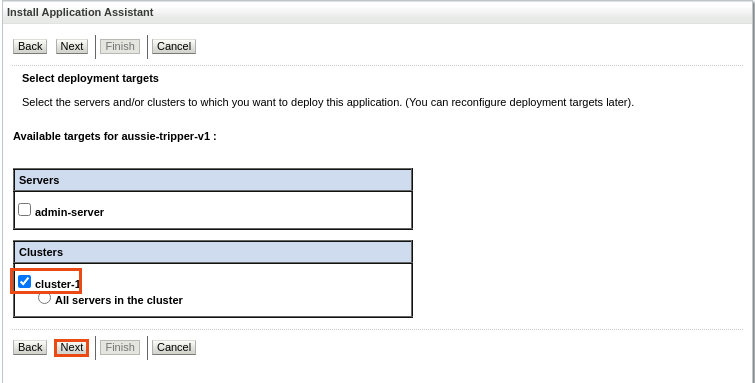 Install Application Assistant
Back Next Finish Cancel
Select deployment targets
Select the servers and/or clusters to which you want to deploy this application. (You can reconfigure deployment targets later).
Available targets for aussie-tripper-v1 :
Servers
admin-server
Clusters
cluster-1
All servers in the cluster
Back Next Finish Cancel